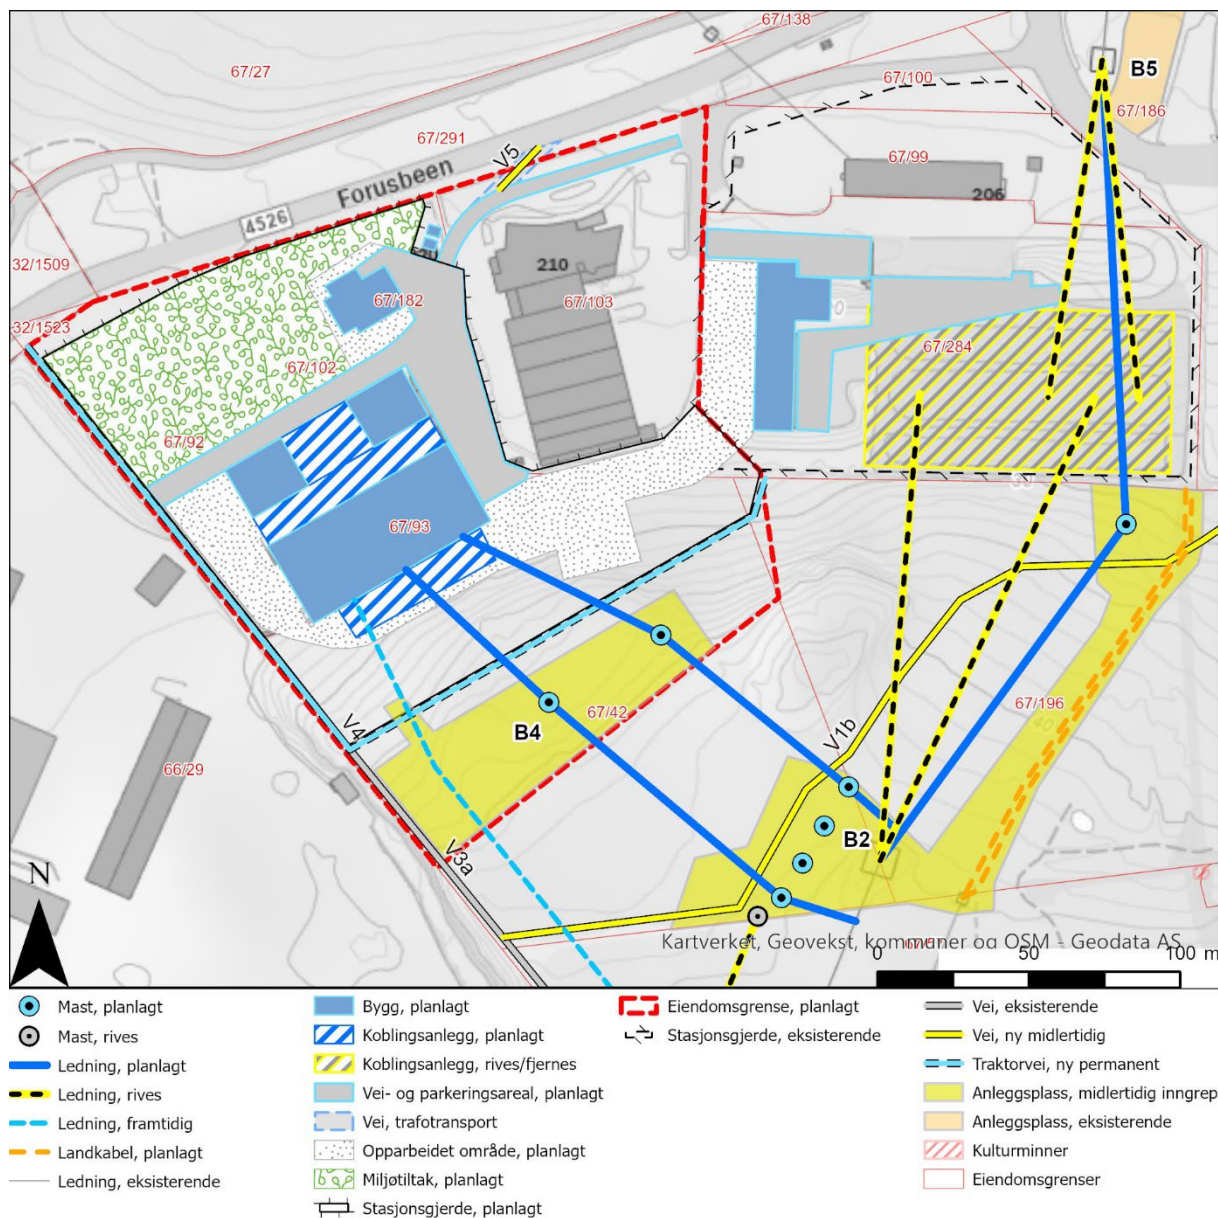 67/138
67/27
B5
67/100
67/186
67/291
V5
67/99
Forusbeen
206
4526
32/1509
210
67/182
67/103
32/1523
67/284
67/102
67/92
67/93
67/196
67/42
V4
B4
V1b
66/29
B2
V3a
N
Kartverket, Geovekst, kommuner og OSM - Geodata AS
0 50 100 m
Mast, planlagt
Mast, rives
Ledning, planlagt
Ledning, rives
Ledning, framtidig
Landkabel, planlagt
Ledning, eksisterende
Bygg, planlagt
Koblingsanlegg, planlagt
Koblingsanlegg, rives/fjernes
Vei- og parkeringsareal, planlagt
Vei, trafotransport
Opparbeidet område, planlagt
Miljøtiltak, planlagt
Stasjonsgjerde, planlagt
Eiendomsgrense, planlagt
Stasjonsgjerde, eksisterende
Vei, eksisterende
Vei, ny midlertidig
Traktorvei, ny permanent
Anleggsplass, midlertidig inngrep
Anleggsplass, eksisterende
Kulturminner
Eiendomsgrenser